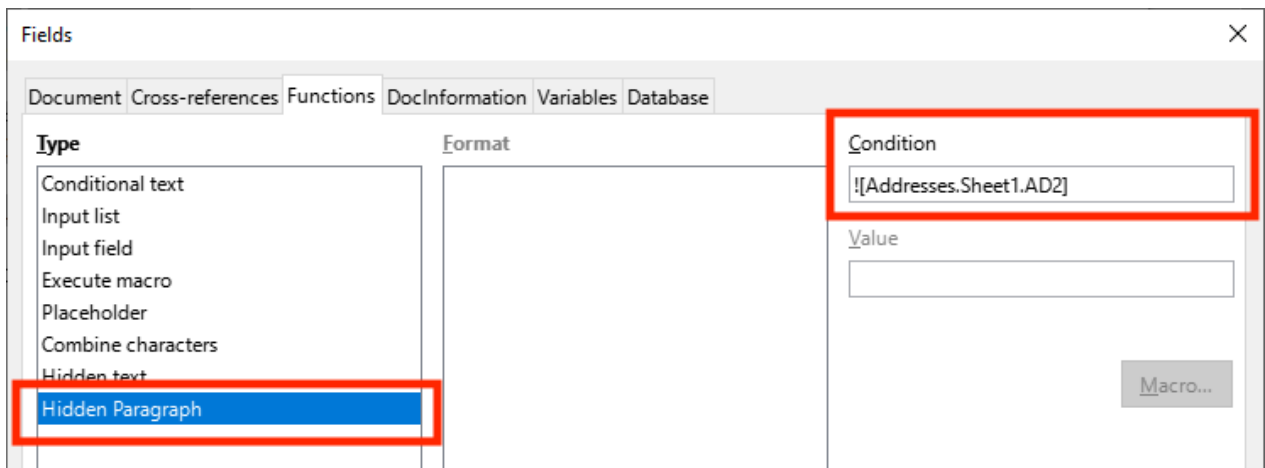 Fields
Document Cross-references Functions DocInformation Variables Database
Type
Format
Condition
Conditional text
Input list
Input field
Execute macro
Placeholder
Combine characters
Hidden text
Hidden Paragraph
![Addresses.Sheet1.AD2]
Value
Macro...